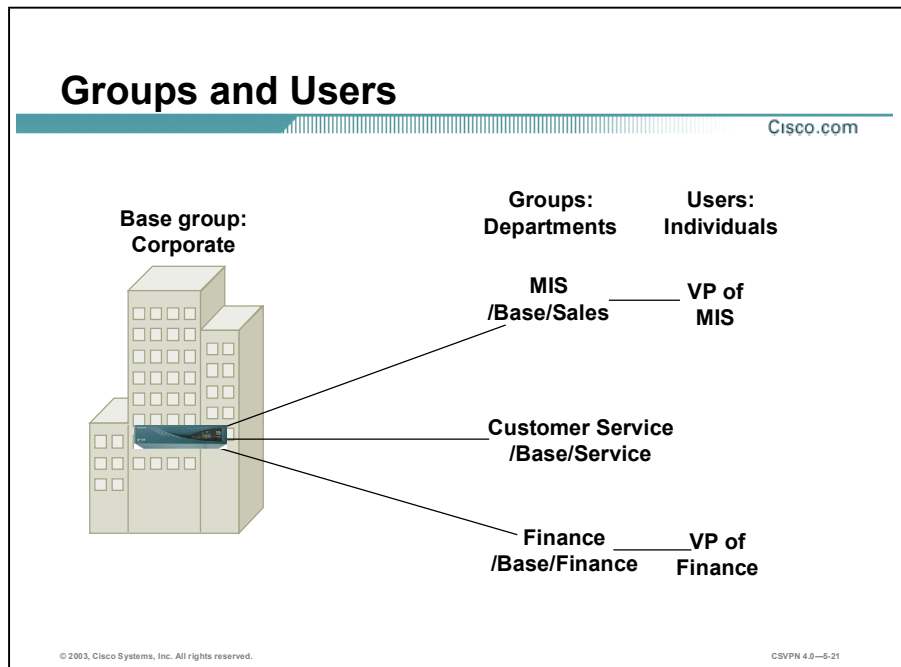 Groups and Users
Cisco.com
Base group:
Corporate
Groups:
Departments
Users:
Individuals
MIS
/Base/Sales
VP of
MIS
Customer Service
/Base/Service
Finance
/Base/Finance
VP of
Finance
© 2003, Cisco Systems, Inc. All rights reserved.
CSVPN 4.0—5-21